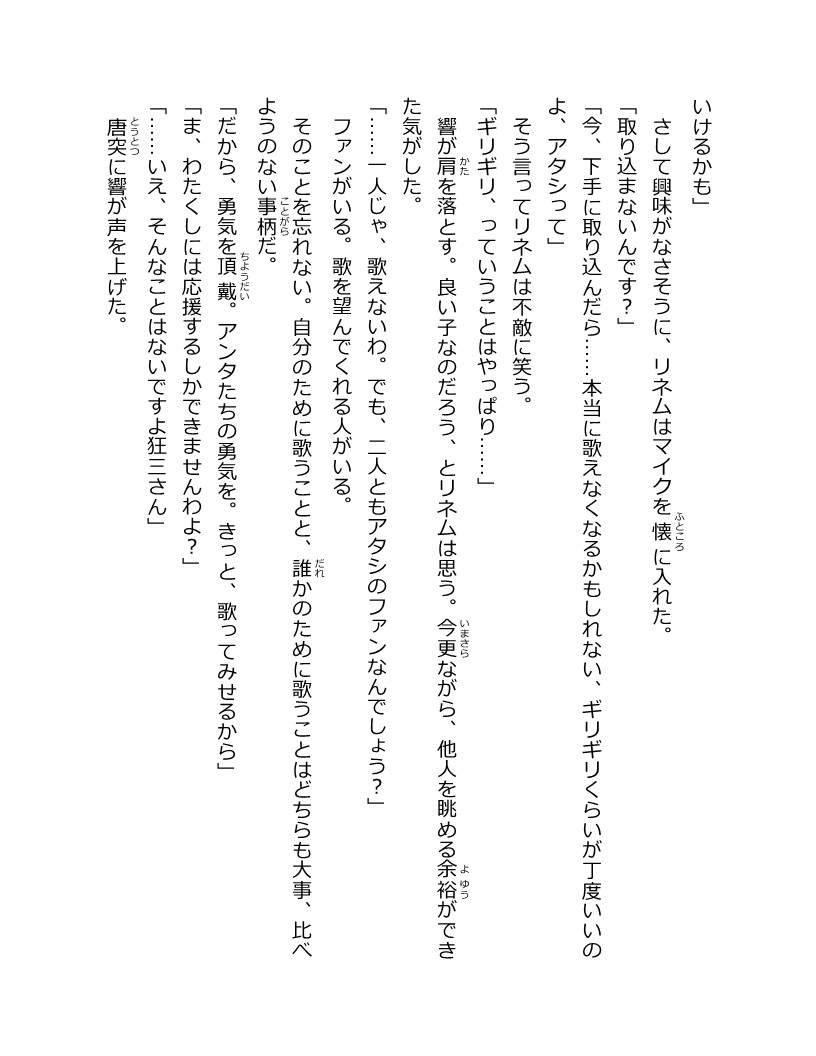 いけるかも」
　さして興味がなさそうに、リネムはマイクを懐に入れた。
「取り込まないんです？」
「今、下手に取り込んだら……本当に歌えなくなるかもしれない、ギリギリくらいが丁度いいの
よ、アタシって」
　そう言ってリネムは不敵に笑う。
「ギリギリ、っていうことはやっぱり……」
　響が肩を落とす。良い子なのだろう、とリネムは思う。今更ながら、他人を眺める余裕ができ
た気がした。
「……一人じゃ、歌えないわ。でも、二人ともアタシのファンなんでしょう？」
　ファンがいる。歌を望んでくれる人がいる。
　そのことを忘れない。自分のために歌うことと、誰かのために歌うことはどちらも大事、比べ
ようのない事柄だ。
「だから、勇気を頂戴。アンタたちの勇気を。きっと、歌ってみせるから」
「ま、わたくしには応援するしかできませんわよ？」
「……いえ、そんなことはないですよ狂三さん」
　唐突に響が声を上げた。